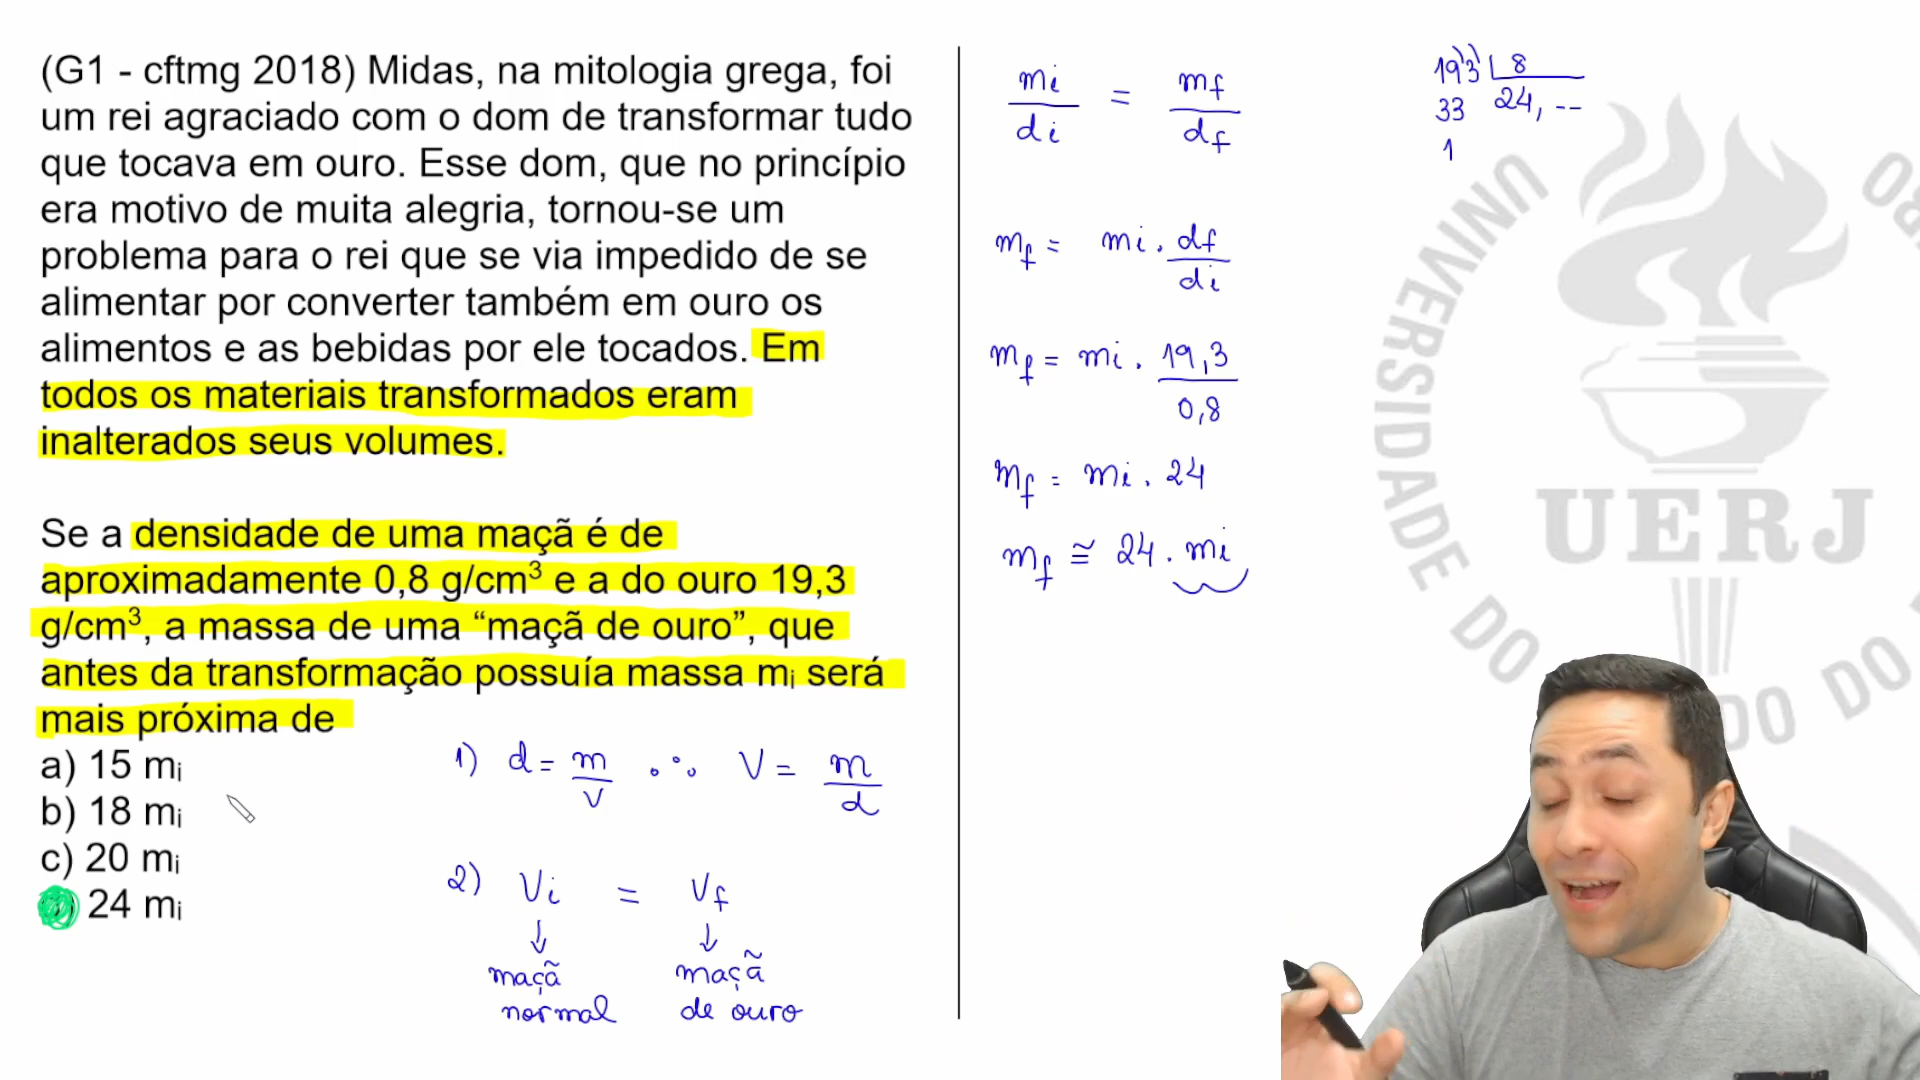 (G1 - cftmg 2018) Midas, na mitologia grega, foi
um rei agraciado com o dom de transformar tudo
que tocava em ouro. Esse dom, que no princípio
era motivo de muita alegria, tornou-se um
problema para o rei que se via impedido de se
alimentar por converter também em ouro os
alimentos e as bebidas por ele tocados. Em
todos os materiais transformados eram
inalterados seus volumes.
Se a densidade de uma maçã é de
aproximadamente 0,8 g/cm³ e a do ouro 19,3
g/cm³, a massa de uma “maçã de ouro”, que
antes da transformação possuía massa mᵢ será
mais próxima de
a) 15 mᵢ
b) 18 mᵢ
c) 20 mᵢ
24 mᵢ
1) d = m/v ∴ V = m/d
2) Vi = Vf
↓ ↓
maçã maçã
normal de ouro
mi/di = mf/df
mf = mi . df/di
mf = mi . 19,3/0,8
mf = mi . 24
mf ≅ 24 . mi
193 8
33 24, --
1
UNIVERSIDADE DO
DO
UERJ